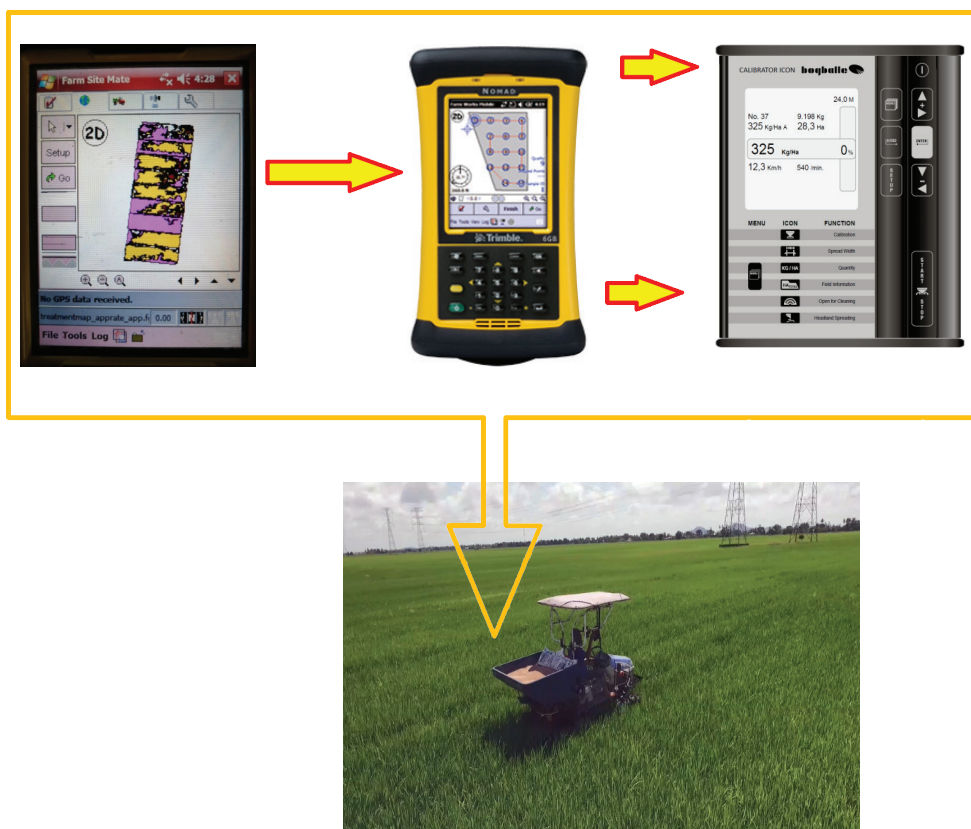 Farm Site Mate 4:28
2D
Setup
Go
No GPS data received.
treatmentmap_apprate_app.f 0.00
File Tools Log
NOMAD
Farm Works Mobile
2D
Finish Go
File Tools View Log
Trimble. 6GB
CALIBRATOR ICON bogballe
24,0 M
No. 37 9.198 Kg
325 Kg/Ha A 28,3 Ha
325 Kg/Ha 0%
12,3 Km/h 540 /min.
MENU ICON FUNCTION
Calibration
Spread Width
KG / HA Quantity
Field Information
Open for Cleaning
Headland Spreading
ENTER
SETUP
START
STOP